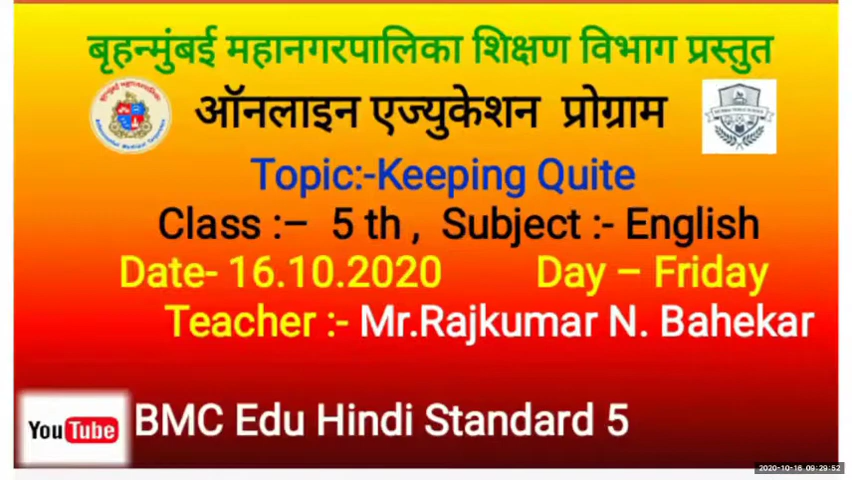 बृहन्मुंबई महानगरपालिका शिक्षण विभाग प्रस्तुत
ऑनलाइन एज्युकेशन प्रोग्राम
Topic:-Keeping Quite
Class :– 5 th , Subject :- English
Date- 16.10.2020 Day – Friday
Teacher :- Mr.Rajkumar N. Bahekar
YouTube BMC Edu Hindi Standard 5
2020-10-16 09:29:52